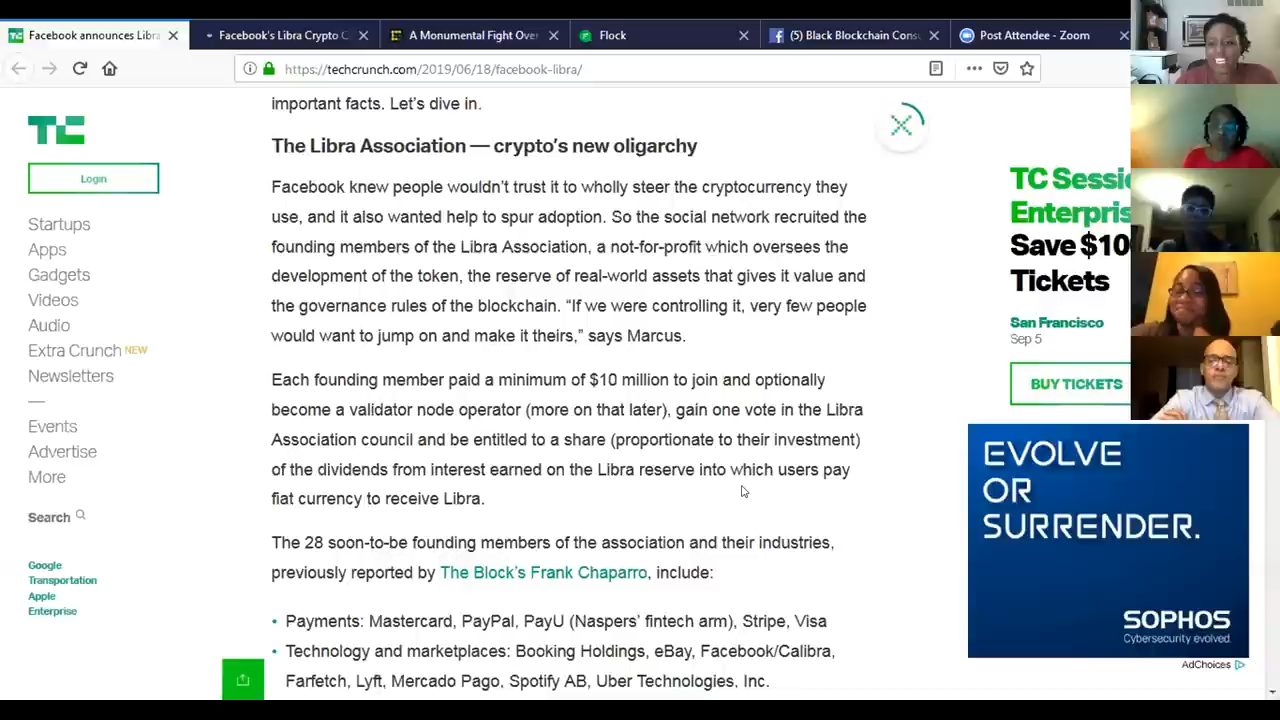 Facebook announces Libra
Facebook's Libra Crypto C
A Monumental Fight Over
Flock
(5) Black Blockchain Cons
Post Attendee - Zoom
https://techcrunch.com/2019/06/18/facebook-libra/
important facts. Let's dive in.
TC
Login
Startups
Apps
Gadgets
Videos
Audio
Extra Crunch NEW
Newsletters
—
Events
Advertise
More
Search
Google
Transportation
Apple
Enterprise
The Libra Association — crypto's new oligarchy
Facebook knew people wouldn't trust it to wholly steer the cryptocurrency they
use, and it also wanted help to spur adoption. So the social network recruited the
founding members of the Libra Association, a not-for-profit which oversees the
development of the token, the reserve of real-world assets that gives it value and
the governance rules of the blockchain. “If we were controlling it, very few people
would want to jump on and make it theirs,” says Marcus.
Each founding member paid a minimum of $10 million to join and optionally
become a validator node operator (more on that later), gain one vote in the Libra
Association council and be entitled to a share (proportionate to their investment)
of the dividends from interest earned on the Libra reserve into which users pay
fiat currency to receive Libra.
The 28 soon-to-be founding members of the association and their industries,
previously reported by The Block's Frank Chaparro, include:
• Payments: Mastercard, PayPal, PayU (Naspers' fintech arm), Stripe, Visa
• Technology and marketplaces: Booking Holdings, eBay, Facebook/Calibra,
Farfetch, Lyft, Mercado Pago, Spotify AB, Uber Technologies, Inc.
TC Sessi
Enterpris
Save $10
Tickets
San Francisco
Sep 5
BUY TICKETS
EVOLVE
OR
SURRENDER.
SOPHOS
Cybersecurity evolved.
AdChoices